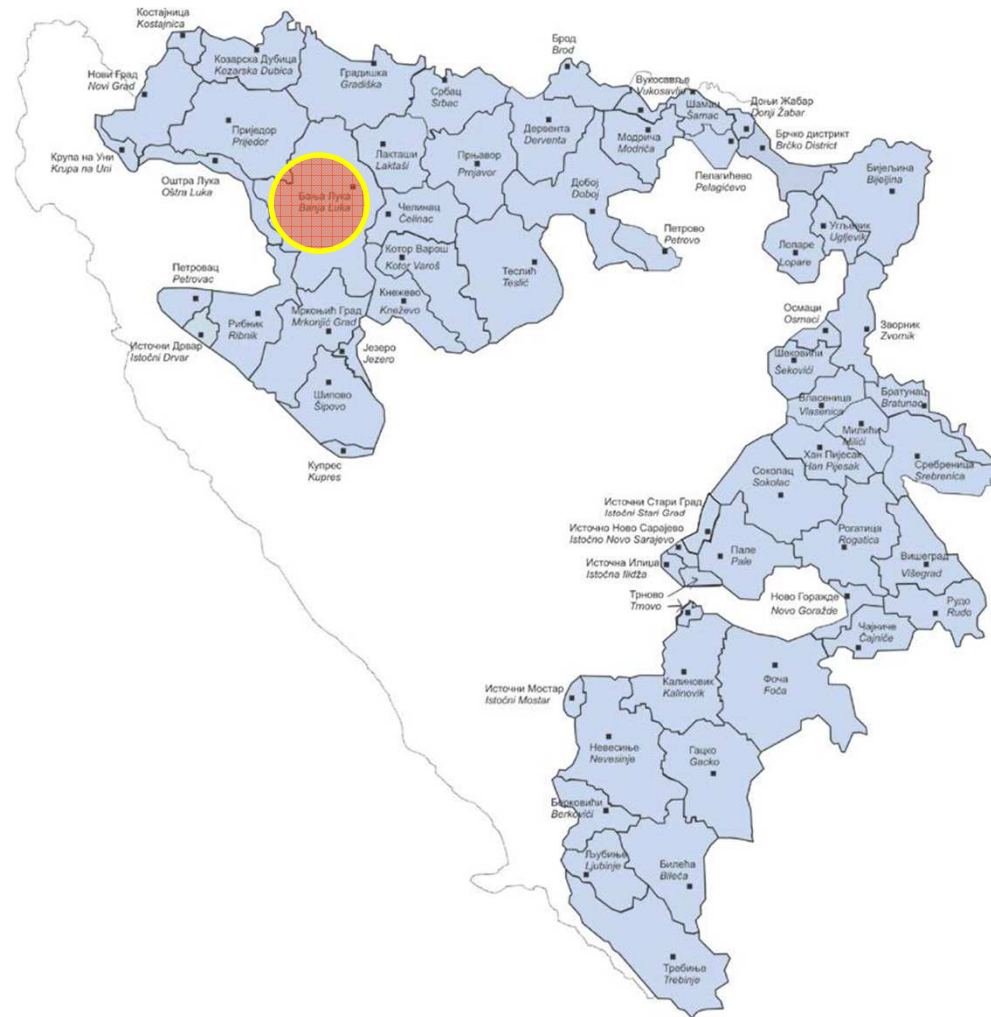 Костајница
Kostajnica
Козарска Дубица
Kozarska Dubica
Градишка
Gradiška
Србац
Srbac
Брод
Brod
Вукосавље
Vukosavlje
Шамац
Šamac
Доњи Жабар
Donji Žabar
Брчко дистрикт
Brčko District
Нови Град
Novi Grad
Приједор
Prijedor
Лакташи
Laktaši
Прњавор
Prnjavor
Дервента
Derventa
Модрича
Modriča
Пелагићево
Pelagićevo
Бијељина
Bijeljina
Крупа на Уни
Krupa na Uni
Оштра Лука
Oštra Luka
Бања Лука
Banja Luka
Челинац
Čelinac
Добој
Doboj
Петрово
Petrovo
Угљевик
Ugljevik
Лопаре
Lopare
Котор Варош
Kotor Varoš
Теслић
Teslić
Петровац
Petrovac
Рибник
Ribnik
Мркоњић Град
Mrkonjić Grad
Кнежево
Kneževo
Источни Дрвар
Istočni Drvar
Језеро
Jezero
Шипово
Šipovo
Купрес
Kupres
Осмаци
Osmaci
Зворник
Zvornik
Шековићи
Šekovići
Власеница
Vlasenica
Братунац
Bratunac
Милићи
Milići
Хан Пијесак
Han Pijesak
Сребреница
Srebrenica
Соколац
Sokolac
Источни Стари Град
Istočni Stari Grad
Источно Ново Сарајево
Istočno Novo Sarajevo
Источна Илиџа
Istočna Ilidža
Пале
Pale
Рогатица
Rogatica
Вишеград
Višegrad
Трново
Trnovo
Ново Горажде
Novo Goražde
Рудо
Rudo
Чајниче
Čajniče
Калиновик
Kalinovik
Фоча
Foča
Источни Мостар
Istočni Mostar
Невесиње
Nevesinje
Гацко
Gacko
Берковићи
Berkovići
Љубиње
Ljubinje
Билећа
Bileća
Требиње
Trebinje